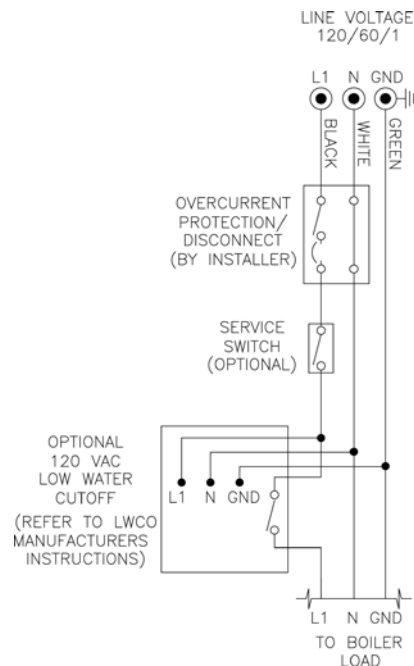 LINE VOLTAGE
120/60/1
L1 N GND
BLACK
WHITE
GREEN
OVERCURRENT
PROTECTION/
DISCONNECT
(BY INSTALLER)
SERVICE
SWITCH
(OPTIONAL)
OPTIONAL
120 VAC
LOW WATER
CUTOFF
(REFER TO LWCO
MANUFACTURERS
INSTRUCTIONS)
L1 N GND
L1 N GND
TO BOILER
LOAD